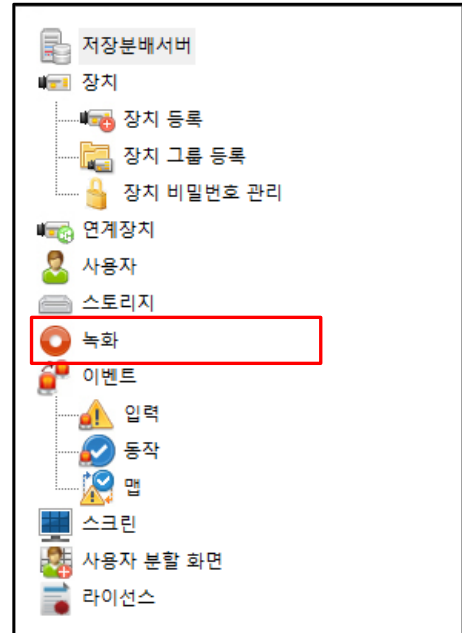 저장분배서버
장치
장치 등록
장치 그룹 등록
장치 비밀번호 관리
연계장치
사용자
스토리지
녹화
이벤트
입력
동작
맵
스크린
사용자 분할 화면
라이선스